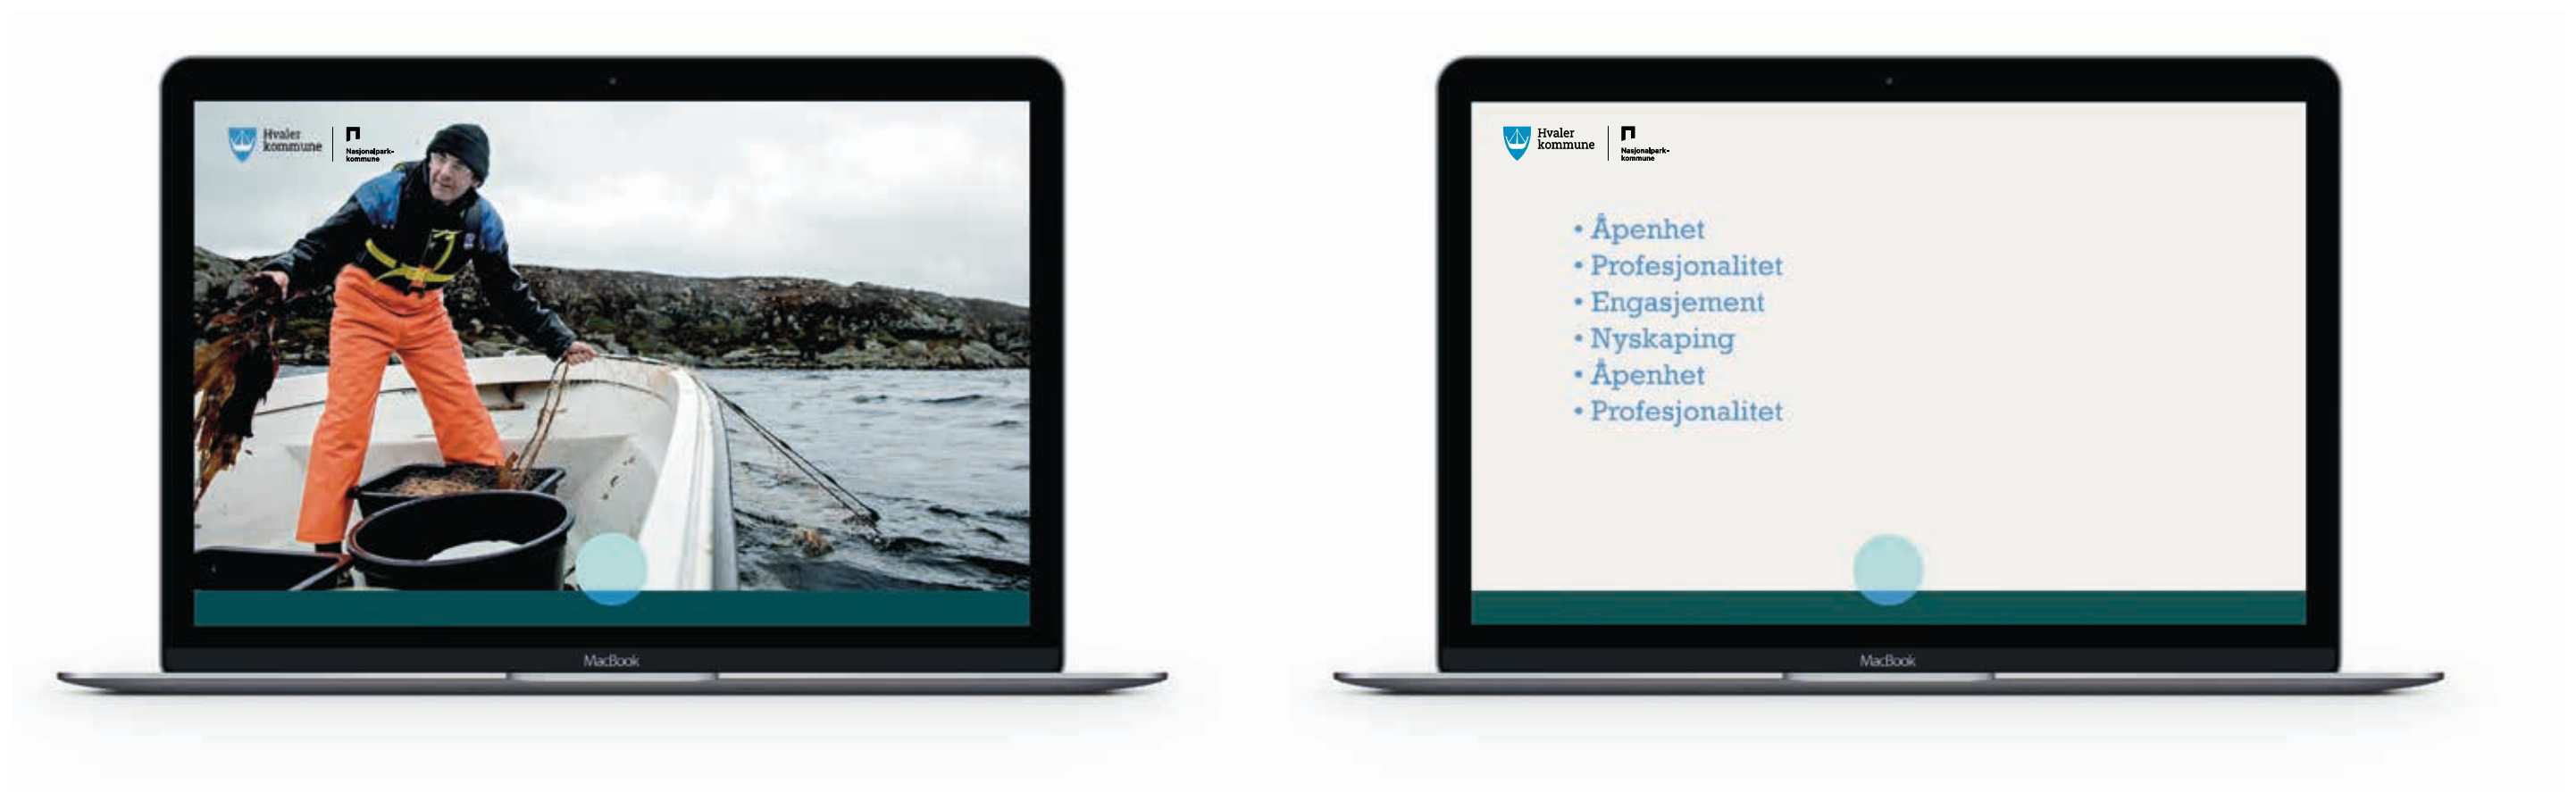 Hvaler
kommune
Nasjonalpark-
kommune
MacBook
Hvaler
kommune
Nasjonalpark-
kommune
• Åpenhet
• Profesjonalitet
• Engasjement
• Nyskaping
• Åpenhet
• Profesjonalitet
MacBook